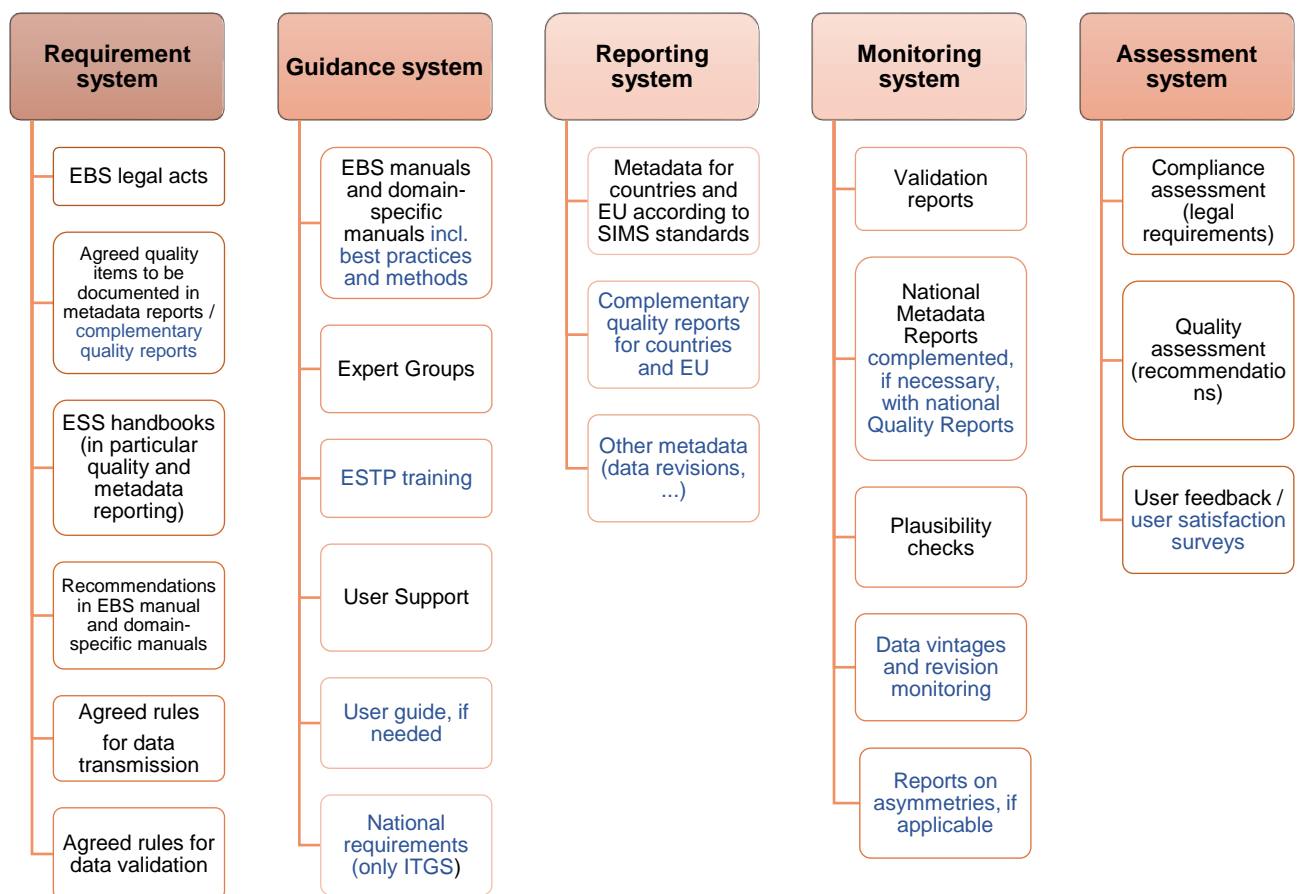 Requirement
system
EBS legal acts
Agreed quality
items to be
documented in
metadata reports /
complementary
quality reports
ESS handbooks
(in particular
quality and
metadata
reporting)
Recommendations
in EBS manual
and domain-
specific manuals
Agreed rules
for data
transmission
Agreed rules for
data validation
Guidance system
EBS manuals
and domain-
specific
manuals incl.
best practices
and methods
Expert Groups
ESTP training
User Support
User guide, if
needed
National
requirements
(only ITGS)
Reporting
system
Metadata for
countries and
EU according to
SIMS standards
Complementary
quality reports
for countries
and EU
Other metadata
(data revisions,
...)
Monitoring
system
Validation
reports
National
Metadata
Reports
complemented,
if necessary,
with national
Quality Reports
Plausibility
checks
Data vintages
and revision
monitoring
Reports on
asymmetries, if
applicable
Assessment
system
Compliance
assessment
(legal
requirements)
Quality
assessment
(recommendatio
ns)
User feedback /
user satisfaction
surveys